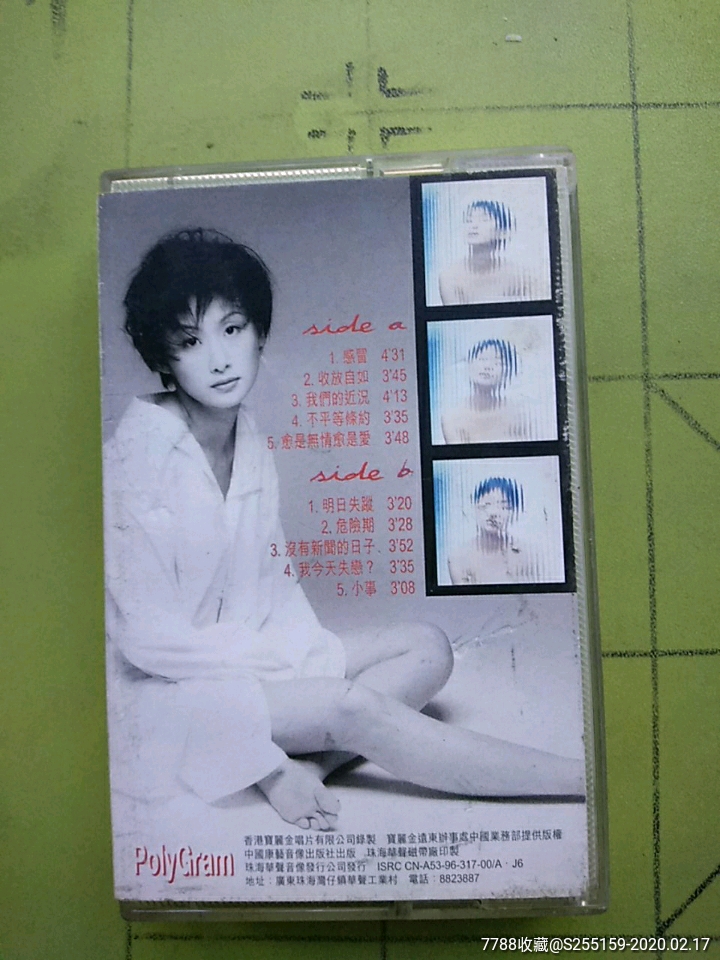 side a
1. 感習 4'31
2. 收放自如 3'45
3. 我們的近況 4'13
4. 不平等條約 3'35
5. 愈是無情愈是愛 3'48
side b
1. 明日失蹤 3'20
2. 危險期 3'28
3. 沒有新聞的日子、 3'52
4. 我今天失戀？ 3'35
5. 小事 3'08
PolyGram
香港寶麗金唱片有限公司錄製 寶麗金遠東辦事處中國業務部提供版權
中國康藝音像出版社出版 珠海華聲磁帶廠印製
珠海華聲音像發行公司發行 ISRC CN-A53-96-317-00/A·J6
地址：廣東珠海灣仔鎮華聲工業村 電話：8823887
7788收藏@S255159-2020.02.17